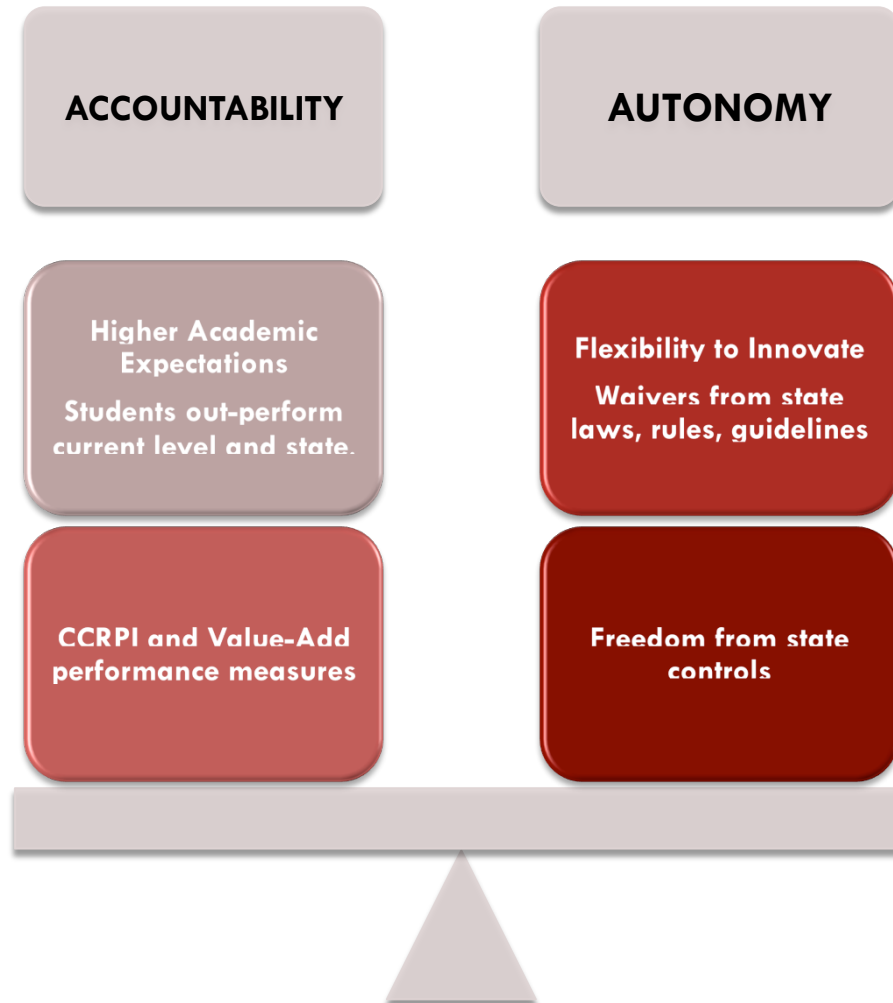 ACCOUNTABILITY
AUTONOMY
Higher Academic
Expectations
Students out-perform
current level and state.
Flexibility to Innovate
Waivers from state
laws, rules, guidelines
CCRPI and Value-Add
performance measures
Freedom from state
controls